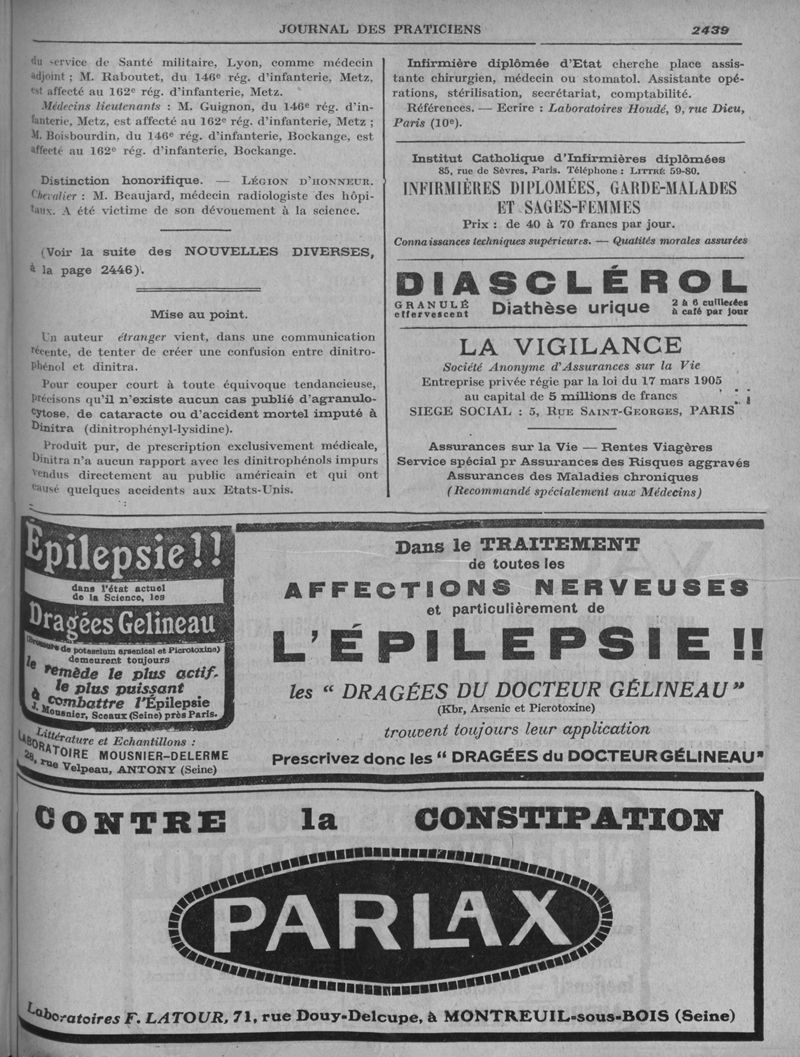 JOURNAL DES PRATICIENS
2439
du service de Santé militaire, Lyon, comme médecin
adjoint ; M. Raboutet, du 146e rég. d'infanterie, Metz,
est affecté au 162e rég. d'infanterie, Metz.
Médecins lieutenants : M. Guignon, du 146e rég. d'in-
fanterie, Metz, est affecté au 162e rég. d'infanterie, Metz ;
M. Boisbourdin, du 146e rég. d'infanterie, Bockange, est
affecté au 162e rég. d'infanterie, Bockange.
Distinction honorifique. — LÉGION D'HONNEUR.
Chevalier : M. Beaujard, médecin radiologiste des hôpi-
taux. A été victime de son dévouement à la science.
(Voir la suite des NOUVELLES DIVERSES,
à la page 2446).
Mise au point.
Un auteur étranger vient, dans une communication
récente, de tenter de créer une confusion entre dinitro-
phénol et dinitra.
Pour couper court à toute équivoque tendancieuse,
précisons qu'il n'existe aucun cas publié d'agranulo-
cytose, de cataracte ou d'accident mortel imputé à
Dinitra (dinitrophényl-lysidine).
Produit pur, de prescription exclusivement médicale,
Dinitra n'a aucun rapport avec les dinitrophénols impurs
vendus directement au public américain et qui ont
causé quelques accidents aux Etats-Unis.
Infirmière diplômée d'Etat cherche place assis-
tante chirurgien, médecin ou stomatol. Assistante opé-
rations, stérilisation, secrétariat, comptabilité.
Références. — Ecrire : Laboratoires Houdé, 9, rue Dieu,
Paris (10e).
Institut Catholique d'Infirmières diplômées
85, rue de Sèvres, Paris. Téléphone : LITTRÉ 59-80.
INFIRMIÈRES DIPLOMÉES, GARDE-MALADES
ET SAGES-FEMMES
Prix : de 40 à 70 francs par jour.
Connaissances techniques supérieures. — Qualités morales assurées
DIASCLÉROL
GRANULÉ
effervescent
Diathèse urique
2 à 6 cuillerées
à café par jour
LA VIGILANCE
Société Anonyme d'Assurances sur la Vie
Entreprise privée régie par la loi du 17 mars 1905
au capital de 5 millions de francs
SIEGE SOCIAL : 5, RUE SAINT-GEORGES, PARIS
Assurances sur la Vie — Rentes Viagères
Service spécial pr Assurances des Risques aggravés
Assurances des Maladies chroniques
(Recommandé spécialement aux Médecins)
Épilepsie!!
dans l'état actuel
de la Science, les
Dragées Gelineau
(Bromure de potassium arsenical et Picrotoxine)
demeurent toujours
le remède le plus actif,
le plus puissant
à combattre l'Épilepsie
J. Mousnier, Sceaux (Seine) près Paris.
Littérature et Echantillons :
LABORATOIRE MOUSNIER-DELERME
28, rue Velpeau, ANTONY (Seine)
Dans le TRAITEMENT
de toutes les
AFFECTIONS NERVEUSES
et particulièrement de
L'ÉPILEPSIE !!
les “ DRAGÉES DU DOCTEUR GÉLINEAU”
(Kbr, Arsenic et Picrotoxine)
trouvent toujours leur application
Prescrivez donc les “ DRAGÉES du DOCTEUR GÉLINEAU”
CONTRE la CONSTIPATION
PARLAX
Laboratoires F. LATOUR, 71, rue Douy-Delcupe, à MONTREUIL-sous-BOIS (Seine)